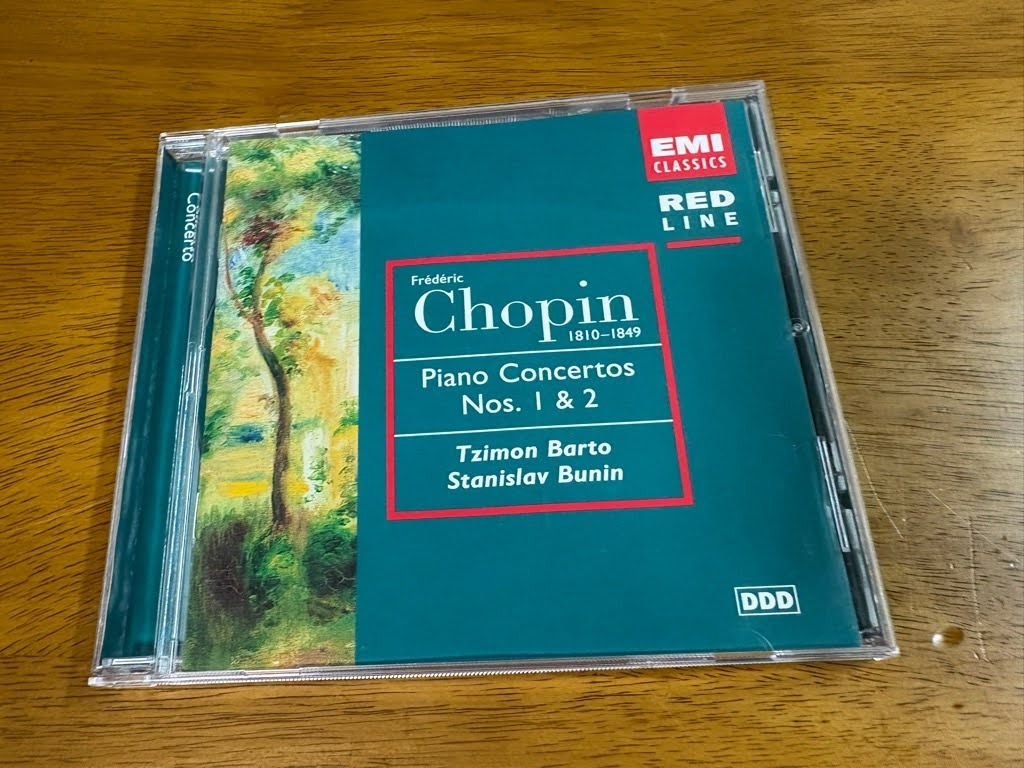 Concerto
EMI
CLASSICS
RED
LINE
Frédéric
Chopin
1810–1849
Piano Concertos
Nos. 1 & 2
Tzimon Barto
Stanislav Bunin
DDD